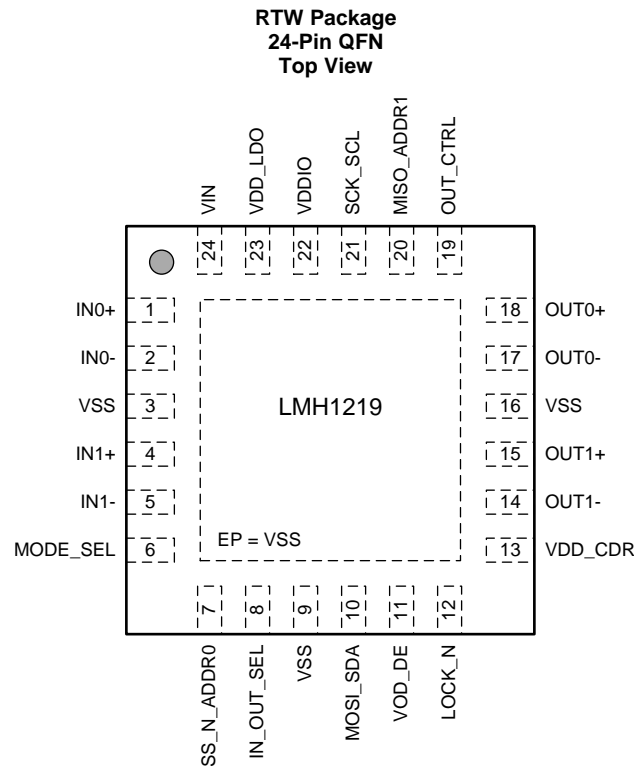 RTW Package
24-Pin QFN
Top View
VIN
VDD_LDO
VDDIO
SCK_SCL
MISO_ADDR1
OUT_CTRL
24
23
22
21
20
19
IN0+
1
18
OUT0+
IN0-
2
17
OUT0-
VSS
3
LMH1219
16
VSS
IN1+
4
15
OUT1+
IN1-
5
14
OUT1-
MODE_SEL
6
EP = VSS
13
VDD_CDR
7
8
9
10
11
12
SS_N_ADDR0
IN_OUT_SEL
VSS
MOSI_SDA
VOD_DE
LOCK_N